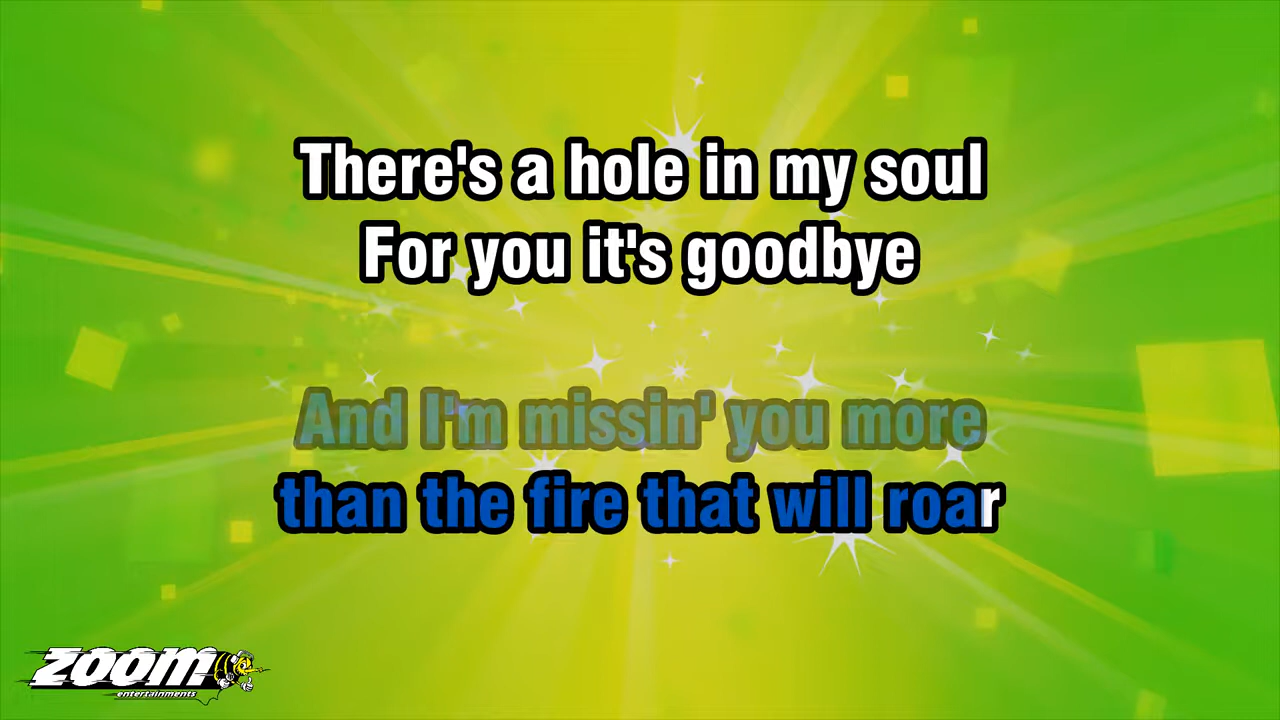 There's a hole in my soul
For you it's goodbye
And I'm missin' you more
than the fire that will roar
ZOOM
entertainments